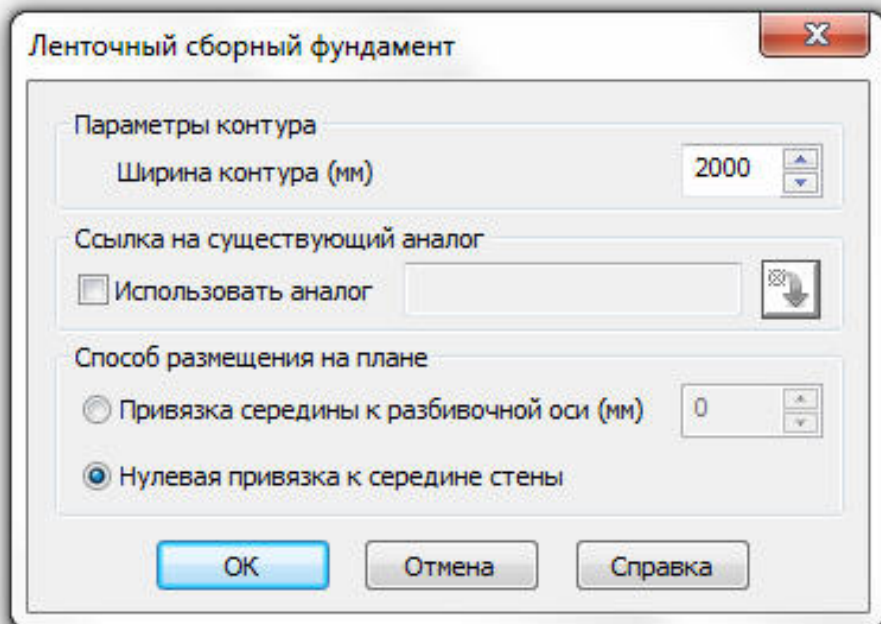 Ленточный сборный фундамент
Параметры контура
Ширина контура (мм) 2000
Ссылка на существующий аналог
Использовать аналог
Способ размещения на плане
Привязка середины к разбивочной оси (мм) 0
Нулевая привязка к середине стены
ОК Отмена Справка